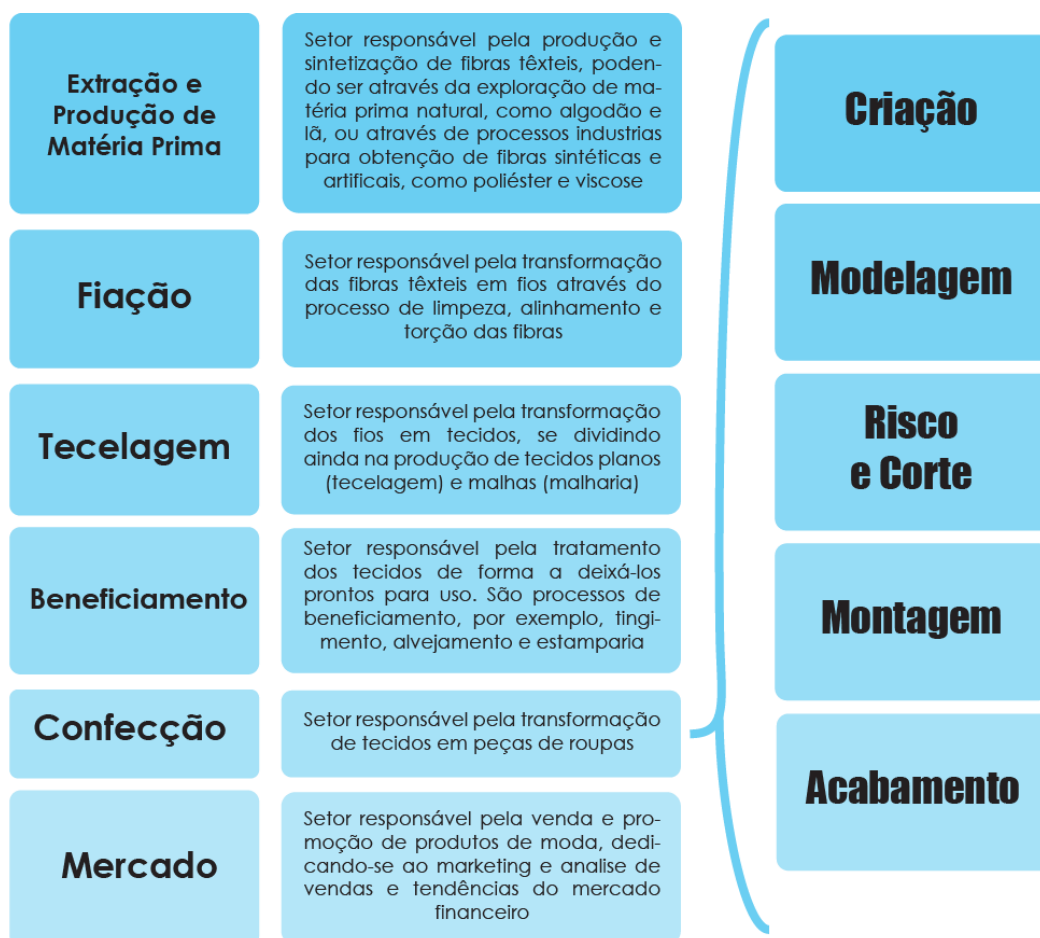 Extração e
Produção de
Matéria Prima
Setor responsável pela produção e
sintetização de fibras têxteis, poden-
do ser através da exploração de ma-
téria prima natural, como algodão e
lã, ou através de processos industrias
para obtenção de fibras sintéticas e
artificais, como poliéster e viscose
Fiação
Setor responsável pela transformação
das fibras têxteis em fios através do
processo de limpeza, alinhamento e
torção das fibras
Tecelagem
Setor responsável pela transformação
dos fios em tecidos, se dividindo
ainda na produção de tecidos planos
(tecelagem) e malhas (malharia)
Beneficiamento
Setor responsável pela tratamento
dos tecidos de forma a deixá-los
prontos para uso. São processos de
beneficiamento, por exemplo, tingi-
mento, alvejamento e estamparia
Confecção
Setor responsável pela transformação
de tecidos em peças de roupas
Mercado
Setor responsável pela venda e pro-
moção de produtos de moda, dedi-
cando-se ao marketing e analise de
vendas e tendências do mercado
financeiro
Criação
Modelagem
Risco
e Corte
Montagem
Acabamento